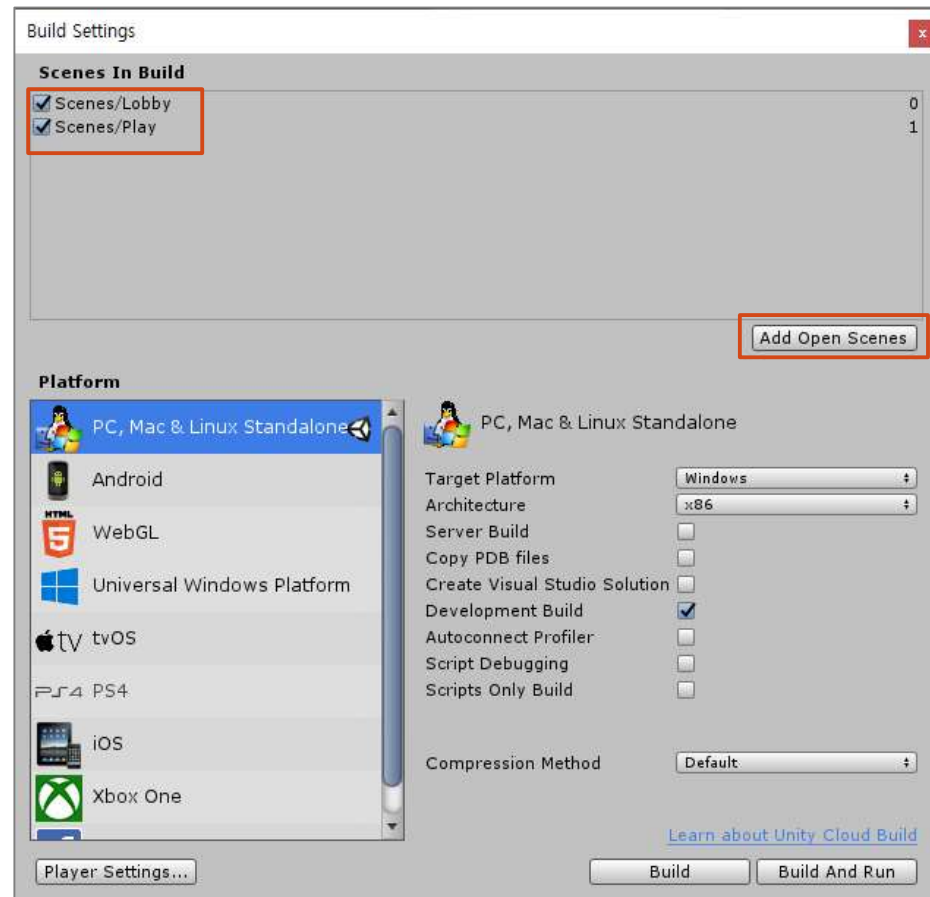 Build Settings
x
Scenes In Build
Scenes/Lobby 0
Scenes/Play 1
Add Open Scenes
Platform
PC, Mac & Linux Standalone
Android
HTML
5
WebGL
Universal Windows Platform
tv tvOS
PS4 PS4
iOS
Xbox One
PC, Mac & Linux Standalone
Target Platform Windows
Architecture x86
Server Build
Copy PDB files
Create Visual Studio Solution
Development Build
Autoconnect Profiler
Script Debugging
Scripts Only Build
Compression Method Default
Learn about Unity Cloud Build
Player Settings...
Build
Build And Run